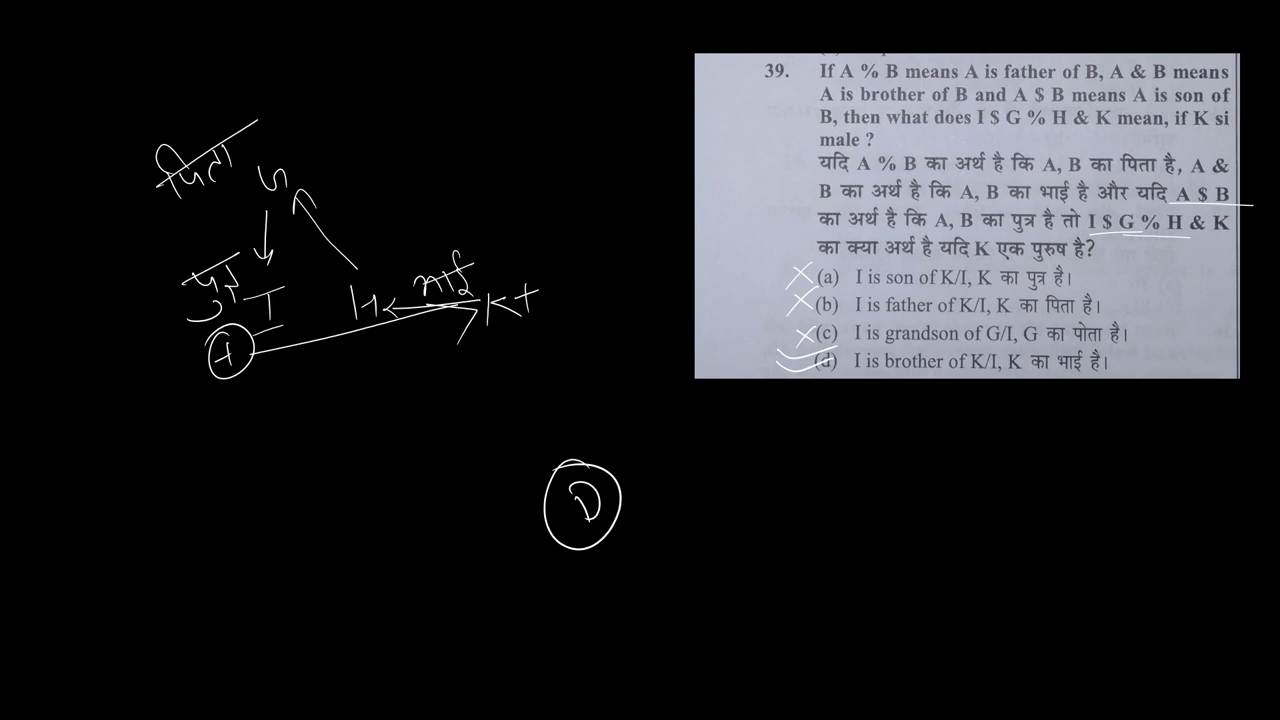 39. If A % B means A is father of B, A & B means
A is brother of B and A $ B means A is son of
B, then what does I $ G % H & K mean, if K si
male ?
यदि A % B का अर्थ है कि A, B का पिता है, A &
B का अर्थ है कि A, B का भाई है और यदि A $ B
का अर्थ है कि A, B का पुत्र है तो I $ G % H & K
का क्या अर्थ है यदि K एक पुरुष है?
(a) I is son of K/I, K का पुत्र है।
(b) I is father of K/I, K का पिता है।
(c) I is grandson of G/I, G का पोता है।
(d) I is brother of K/I, K का भाई है।
पिता
पुत्र I
H भाई K+
+
D